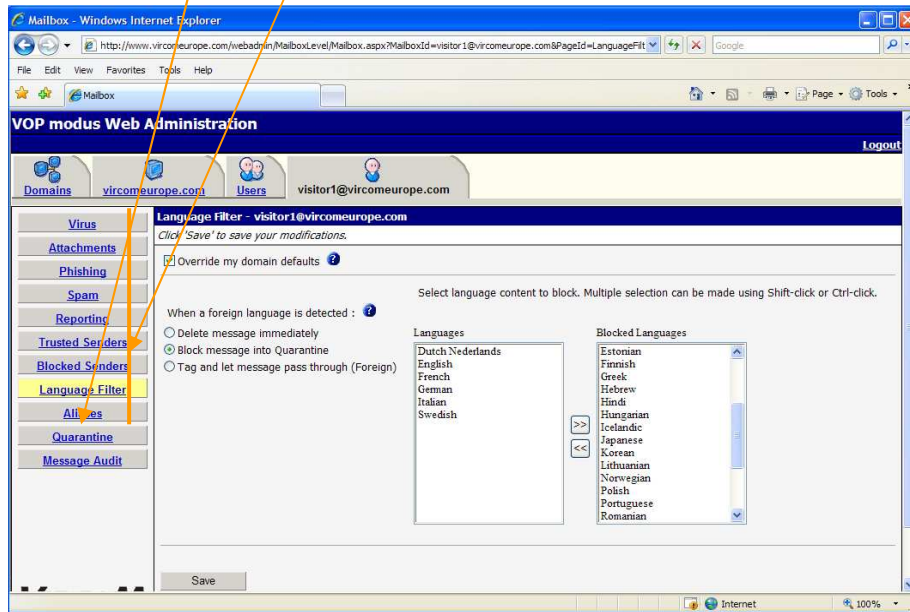 Mailbox - Windows Internet Explorer
http://www.vircomeurope.com/webadmin/MailboxLevel/Mailbox.aspx?MailboxId=visitor1@vircomeurope.com&PageId=LanguageFilt
Google
File Edit View Favorites Tools Help
Mailbox
Page Tools
VOP modus Web Administration
Logout
Domains vircomeurope.com Users visitor1@vircomeurope.com
Virus
Attachments
Phishing
Spam
Reporting
Trusted Senders
Blocked Senders
Language Filter
Aliases
Quarantine
Message Audit
Language Filter - visitor1@vircomeurope.com
Click 'Save' to save your modifications.
Override my domain defaults ?
Select language content to block. Multiple selection can be made using Shift-click or Ctrl-click.
When a foreign language is detected : ?
Delete message immediately
Block message into Quarantine
Tag and let message pass through (Foreign)
Languages
Dutch Nederlands
English
French
German
Italian
Swedish
>>
<<
Blocked Languages
Estonian
Finnish
Greek
Hebrew
Hindi
Hungarian
Icelandic
Japanese
Korean
Lithuanian
Norwegian
Polish
Portuguese
Romanian
Save
Internet 100%